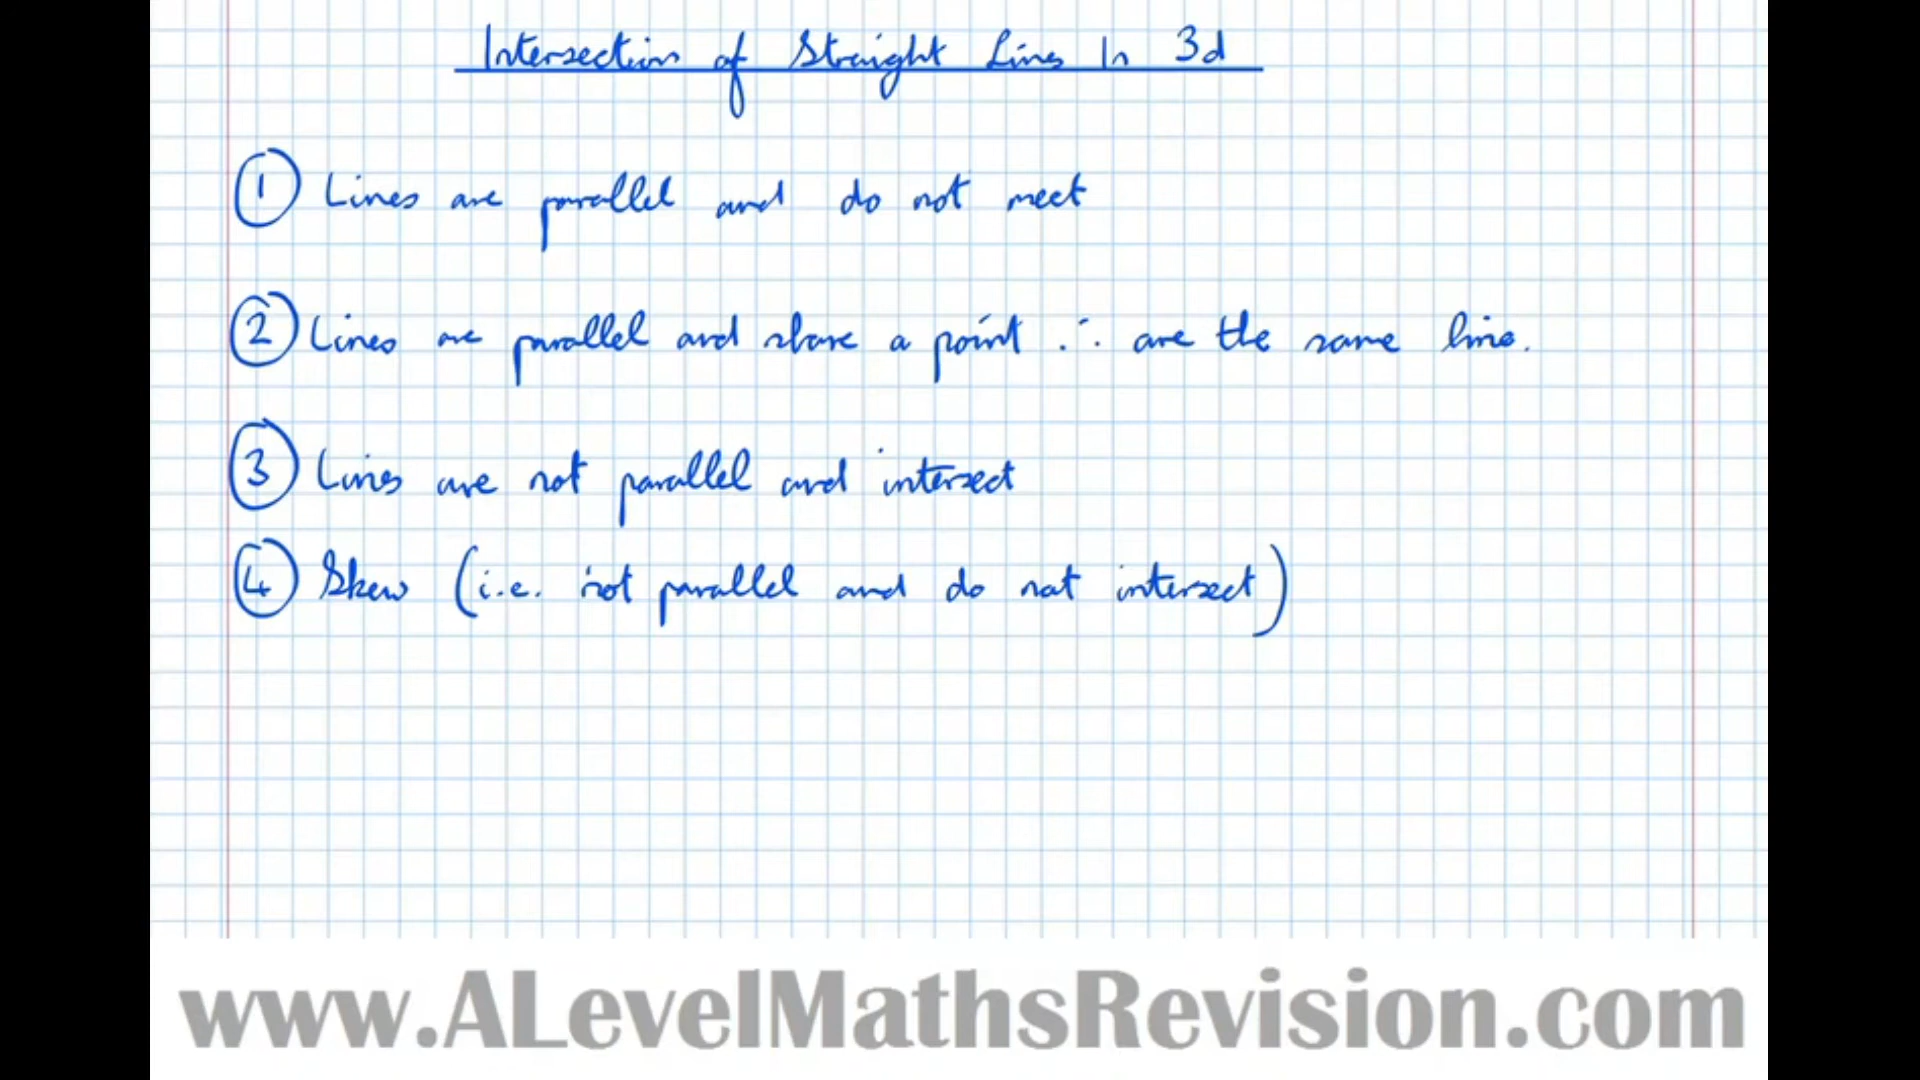 Intersection of Straight Lines In 3d
① Lines are parallel and do not meet
② Lines are parallel and share a point ∴ are the same line.
③ Lines are not parallel and intersect
④ Skew (i.e. not parallel and do not intersect)
www.ALevelMathsRevision.com